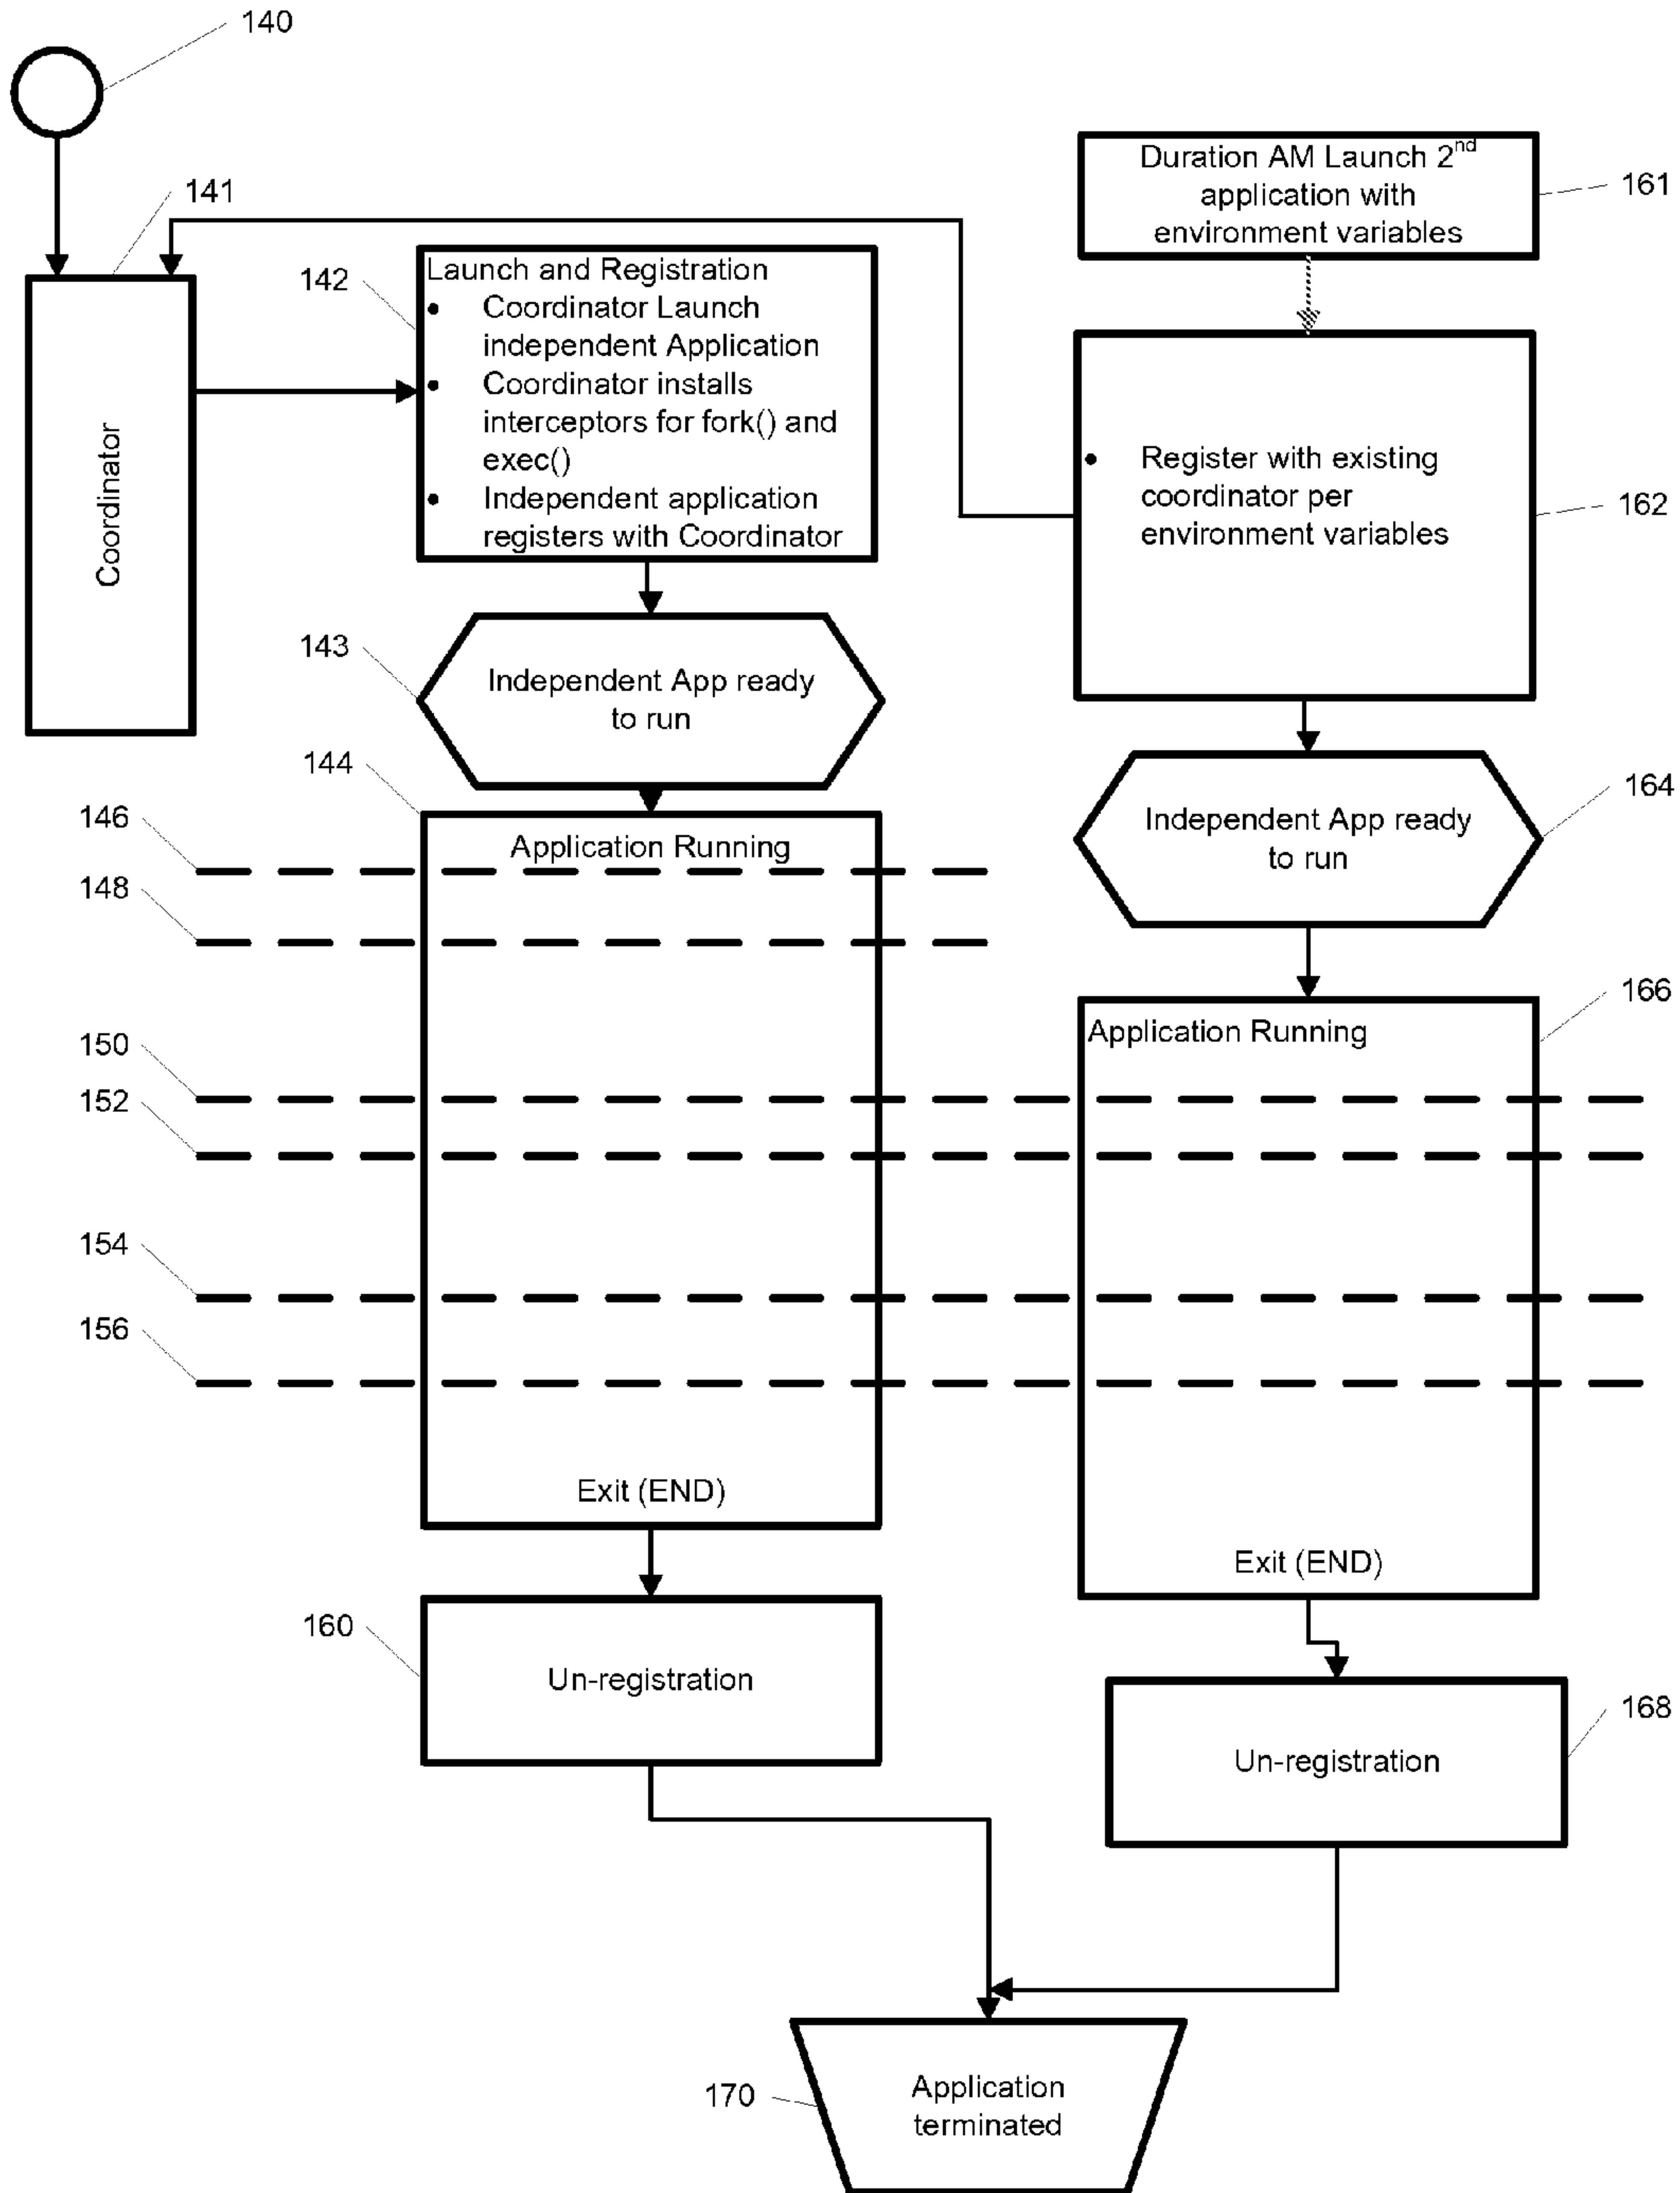 140
141
Coordinator
142
Launch and Registration
• Coordinator Launch
independent Application
• Coordinator installs
interceptors for fork() and
exec()
• Independent application
registers with Coordinator
143
Independent App ready
to run
144
Application Running
146
148
150
152
154
156
Exit (END)
160
Un-registration
Duration AM Launch 2nd
application with
environment variables
161
• Register with existing
coordinator per
environment variables
162
Independent App ready
to run
164
Application Running
166
Exit (END)
Un-registration
168
170
Application
terminated